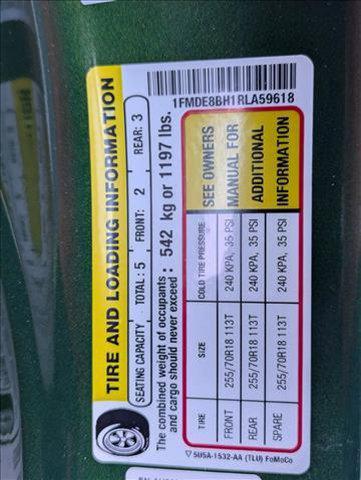 TIRE AND LOADING INFORMATION
SEATING CAPACITY TOTAL: 5 FRONT: 2 REAR: 3
The combined weight of occupants
and cargo should never exceed: 542 kg or 1197 lbs.
TIRE SIZE COLD TIRE PRESSURE
FRONT 255/70R18 113T 240 KPA, 35 PSI
REAR 255/70R18 113T 240 KPA, 35 PSI
SPARE 255/70R18 113T 240 KPA, 35 PSI
SEE OWNERS
MANUAL FOR
ADDITIONAL
INFORMATION
5U5A-1532-AA (TLU) FoMoCo
1FMDE8BH1RLA59618